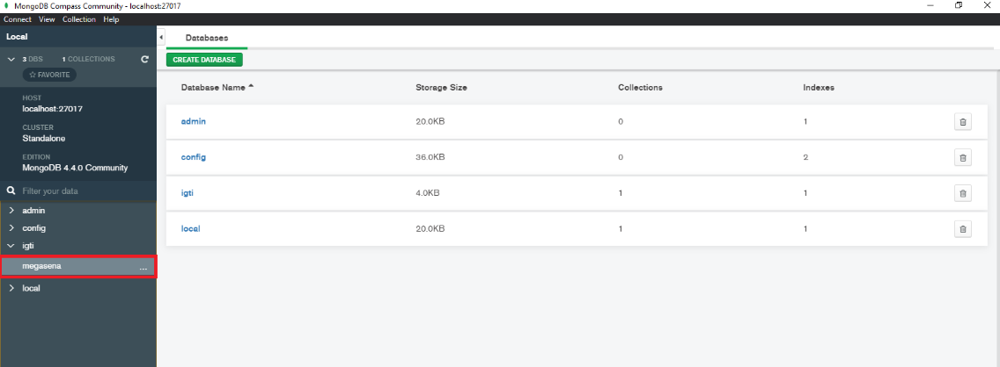 MongoDB Compass Community - localhost:27017
Connect View Collection Help
Local
3 DBS 1 COLLECTIONS
☆ FAVORITE
HOST
localhost:27017
CLUSTER
Standalone
EDITION
MongoDB 4.4.0 Community
Filter your data
admin
config
igti
megasena ...
local
Databases
CREATE DATABASE
Database Name Storage Size Collections Indexes
admin 20.0KB 0 1
config 36.0KB 0 2
igti 4.0KB 1 1
local 20.0KB 1 1